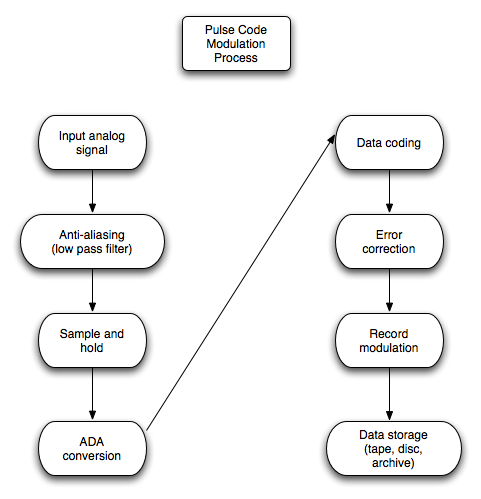 Pulse Code
Modulation
Process
Input analog
signal
Anti-aliasing
(low pass filter)
Sample and
hold
ADA
conversion
Data coding
Error
correction
Record
modulation
Data storage
(tape, disc,
archive)